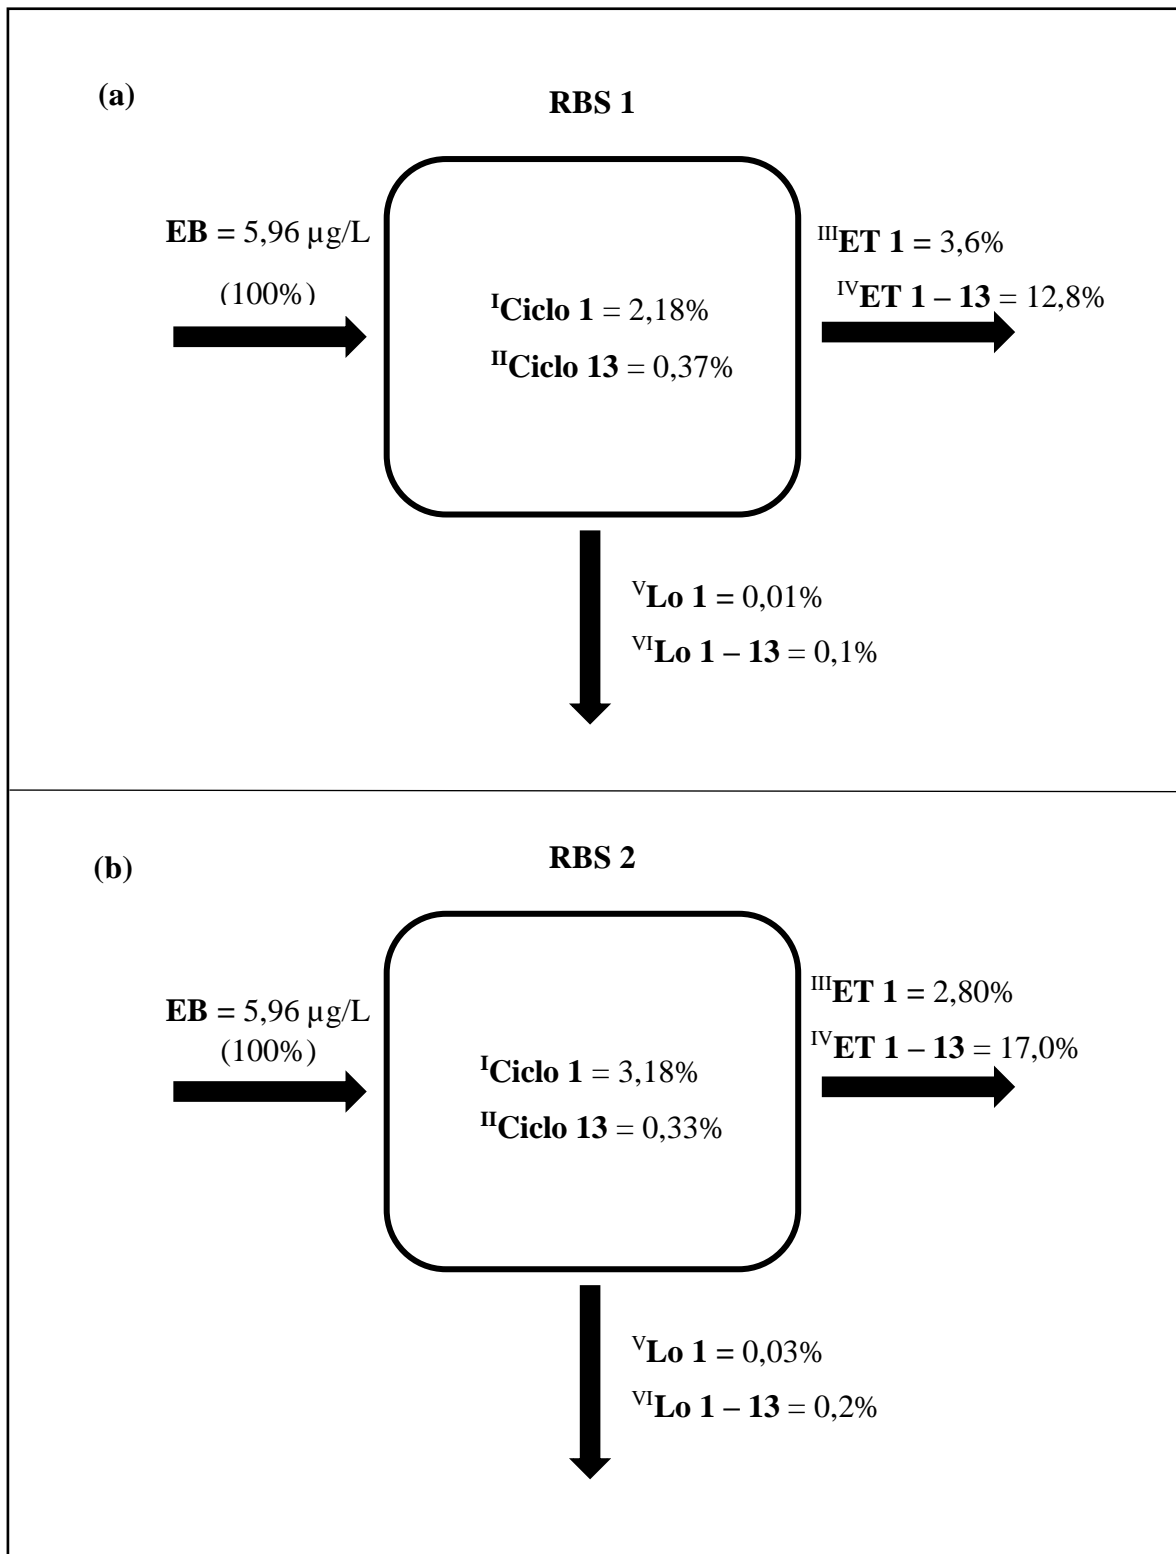 (a)
RBS 1
EB = 5,96 µg/L
(100%)
ᴵCiclo 1 = 2,18%
ᴵᴵCiclo 13 = 0,37%
ᴵᴵᴵET 1 = 3,6%
ᴵⱽET 1 – 13 = 12,8%
ⱽLo 1 = 0,01%
ⱽᴵLo 1 – 13 = 0,1%
(b)
RBS 2
EB = 5,96 µg/L
(100%)
ᴵCiclo 1 = 3,18%
ᴵᴵCiclo 13 = 0,33%
ᴵᴵᴵET 1 = 2,80%
ᴵⱽET 1 – 13 = 17,0%
ⱽLo 1 = 0,03%
ⱽᴵLo 1 – 13 = 0,2%